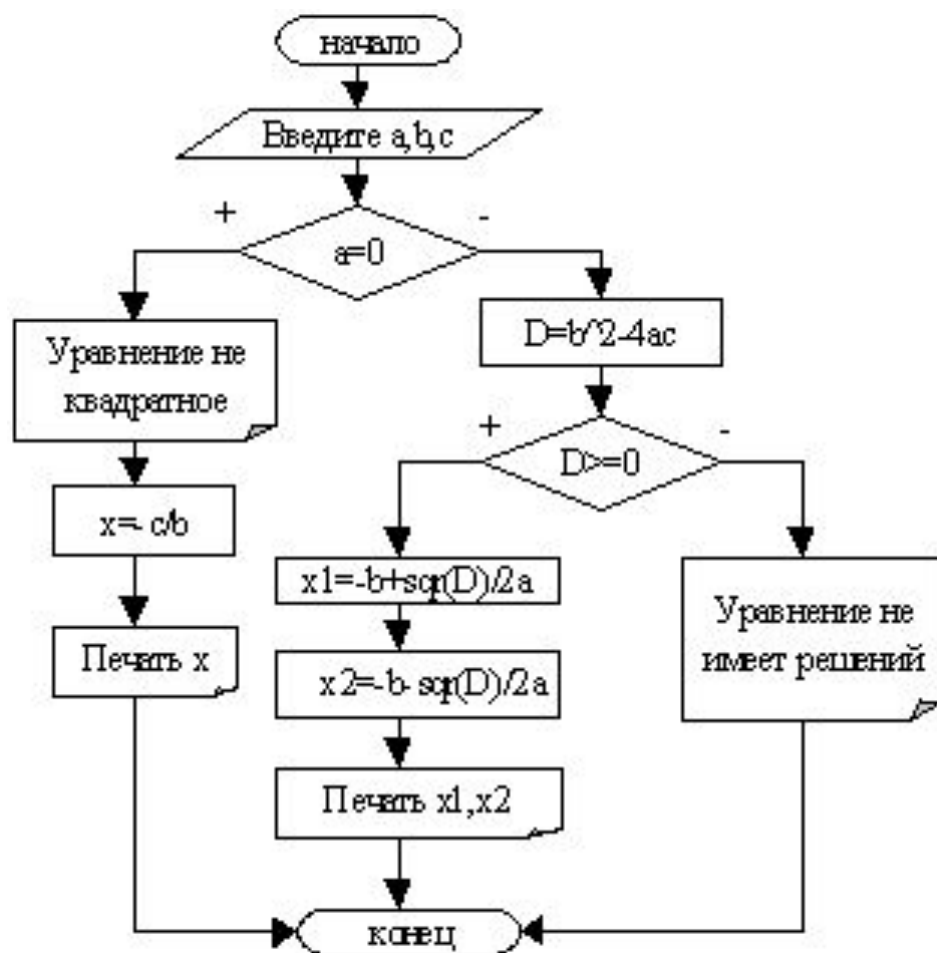 начало
Введите a,b,c
+
-
a=0
Уравнение не
квадратное
D=b^2-4ac
+
-
D>=0
x=- c/b
x1=-b+sqr(D)/2a
Уравнение не
имеет решений
Печать x
x2=-b- sqr(D)/2a
Печать x1,x2
конец